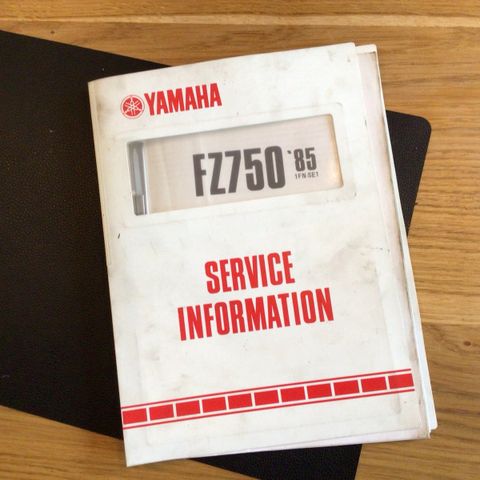 YAMAHA
FZ750 '85
1FN-SE1
SERVICE
INFORMATION